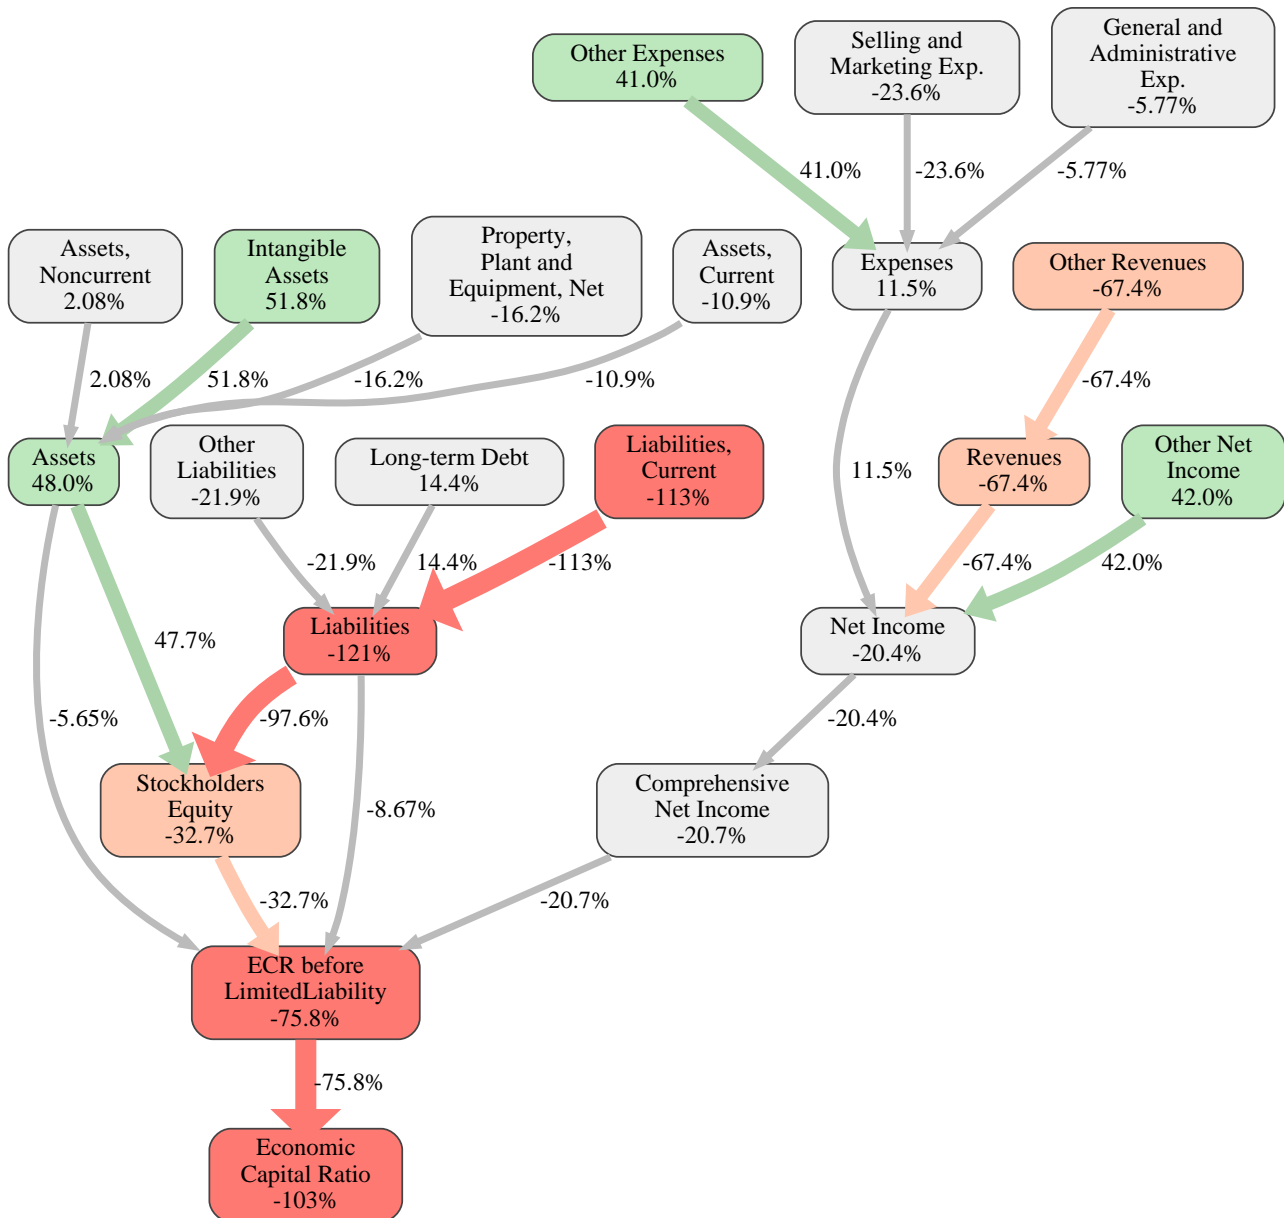 Other Expenses
41.0%
Selling and
Marketing Exp.
-23.6%
General and
Administrative
Exp.
-5.77%
41.0%
-23.6%
-5.77%
Assets,
Noncurrent
2.08%
Intangible
Assets
51.8%
Property,
Plant and
Equipment, Net
-16.2%
Assets,
Current
-10.9%
Expenses
11.5%
Other Revenues
-67.4%
2.08%
51.8%
-16.2%
-10.9%
-67.4%
Assets
48.0%
Other
Liabilities
-21.9%
Long-term Debt
14.4%
Liabilities,
Current
-113%
11.5%
Revenues
-67.4%
Other Net
Income
42.0%
-21.9%
14.4%
-113%
-67.4%
42.0%
47.7%
Liabilities
-121%
Net Income
-20.4%
-5.65%
-97.6%
-20.4%
Stockholders
Equity
-32.7%
-8.67%
Comprehensive
Net Income
-20.7%
-32.7%
-20.7%
ECR before
LimitedLiability
-75.8%
-75.8%
Economic
Capital Ratio
-103%